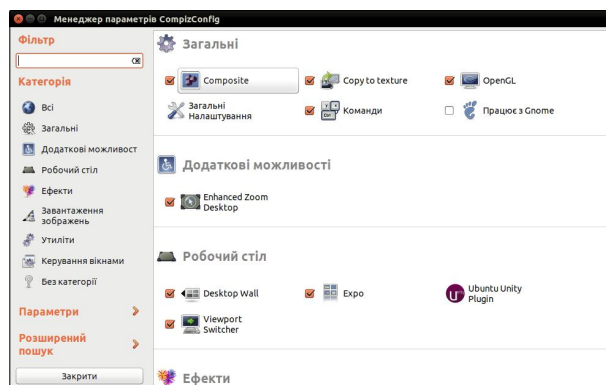 Менеджер параметрів CompizConfig
Фільтр
Категорія
Всі
Загальні
Додаткові можливост
Робочий стіл
Ефекти
Завантаження
зображень
Утиліти
Керування вікнами
Без категорії
Параметри
Розширений
пошук
Закрити
Загальні
Composite
Copy to texture
OpenGL
Загальні
Налаштування
Команди
Працює з Gnome
Додаткові можливості
Enhanced Zoom
Desktop
Робочий стіл
Desktop Wall
Expo
Ubuntu Unity
Plugin
Viewport
Switcher
Ефекти